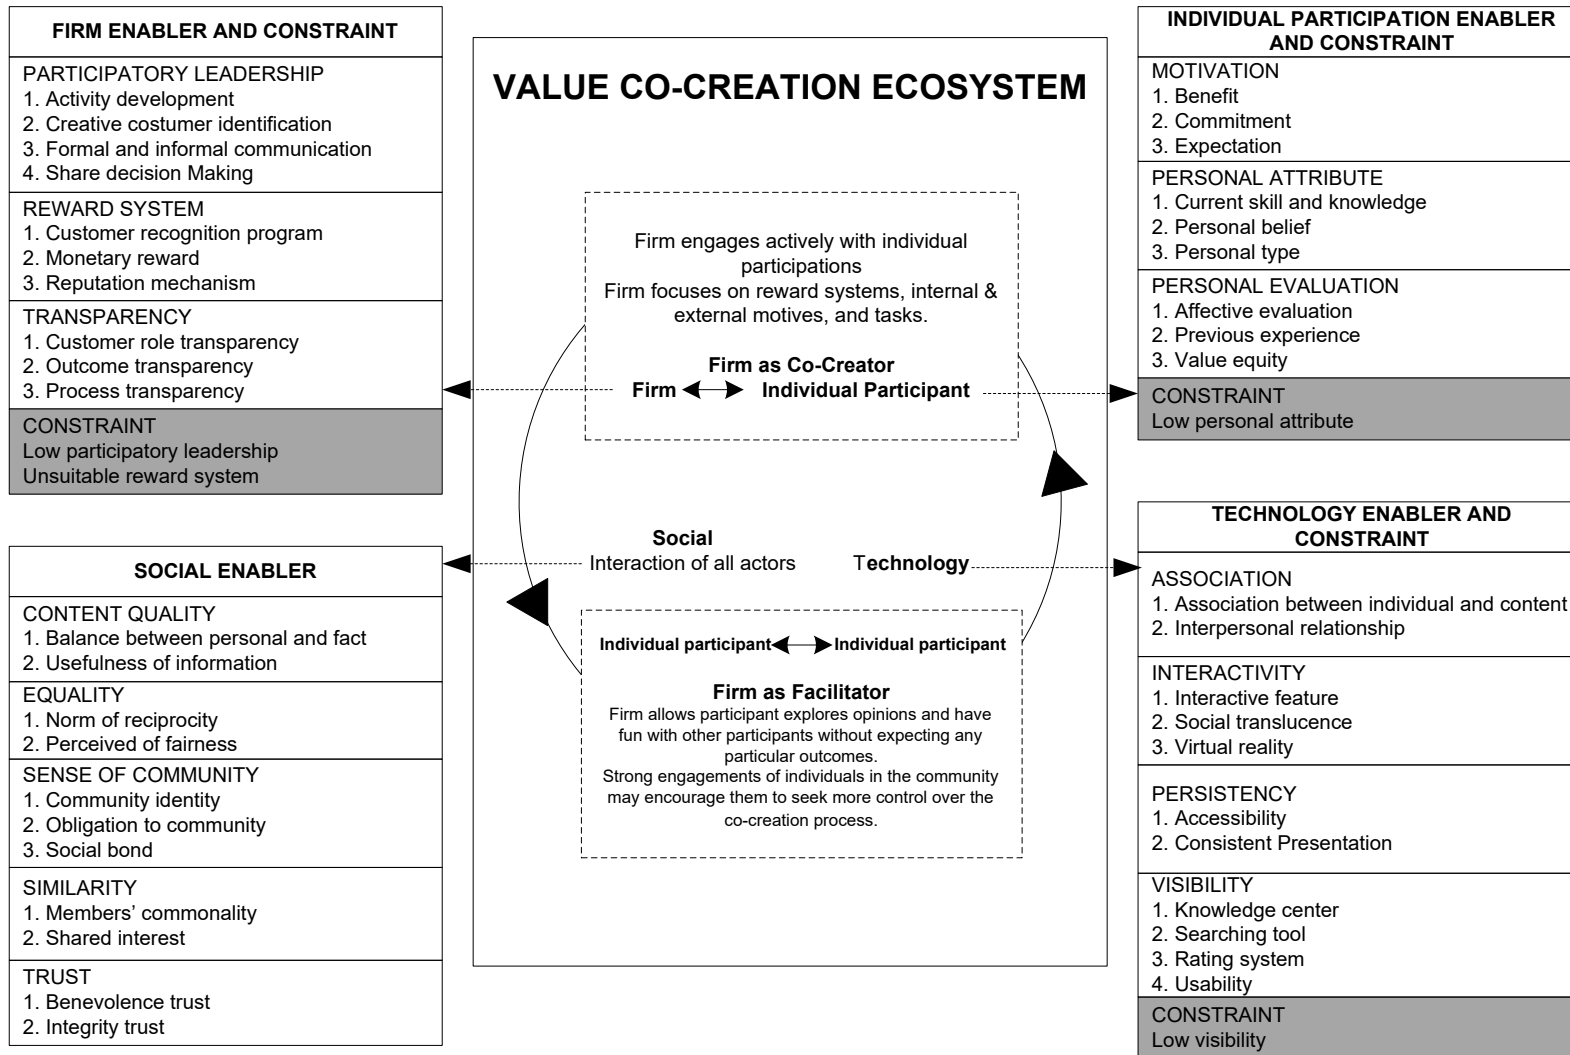 FIRM ENABLER AND CONSTRAINT
PARTICIPATORY LEADERSHIP
1. Activity development
2. Creative costumer identification
3. Formal and informal communication
4. Share decision Making
REWARD SYSTEM
1. Customer recognition program
2. Monetary reward
3. Reputation mechanism
TRANSPARENCY
1. Customer role transparency
2. Outcome transparency
3. Process transparency
CONSTRAINT
Low participatory leadership
Unsuitable reward system
SOCIAL ENABLER
CONTENT QUALITY
1. Balance between personal and fact
2. Usefulness of information
EQUALITY
1. Norm of reciprocity
2. Perceived of fairness
SENSE OF COMMUNITY
1. Community identity
2. Obligation to community
3. Social bond
SIMILARITY
1. Members’ commonality
2. Shared interest
TRUST
1. Benevolence trust
2. Integrity trust
VALUE CO-CREATION ECOSYSTEM
Firm engages actively with individual
participations
Firm focuses on reward systems, internal &
external motives, and tasks.
Firm as Co-Creator
Firm Individual Participant
Social
Interaction of all actors
Technology
Individual participant Individual participant
Firm as Facilitator
Firm allows participant explores opinions and have
fun with other participants without expecting any
particular outcomes.
Strong engagements of individuals in the community
may encourage them to seek more control over the
co-creation process.
INDIVIDUAL PARTICIPATION ENABLER
AND CONSTRAINT
MOTIVATION
1. Benefit
2. Commitment
3. Expectation
PERSONAL ATTRIBUTE
1. Current skill and knowledge
2. Personal belief
3. Personal type
PERSONAL EVALUATION
1. Affective evaluation
2. Previous experience
3. Value equity
CONSTRAINT
Low personal attribute
TECHNOLOGY ENABLER AND
CONSTRAINT
ASSOCIATION
1. Association between individual and content
2. Interpersonal relationship
INTERACTIVITY
1. Interactive feature
2. Social translucence
3. Virtual reality
PERSISTENCY
1. Accessibility
2. Consistent Presentation
VISIBILITY
1. Knowledge center
2. Searching tool
3. Rating system
4. Usability
CONSTRAINT
Low visibility